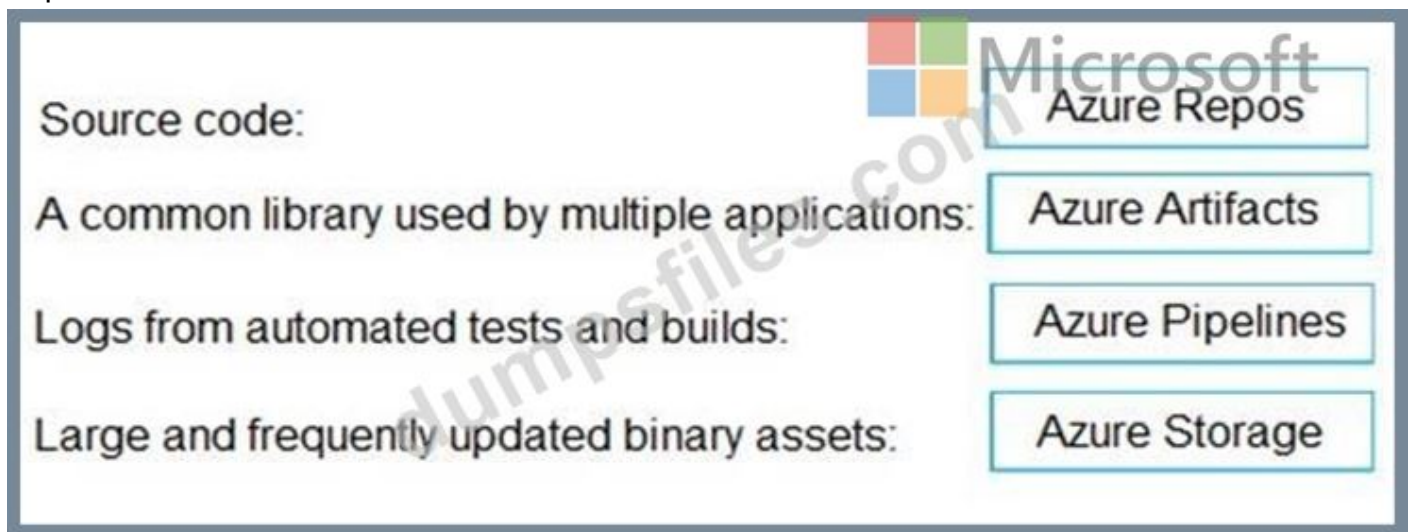 Microsoft
Source code: Azure Repos
A common library used by multiple applications: Azure Artifacts
Logs from automated tests and builds: Azure Pipelines
Large and frequently updated binary assets: Azure Storage
dumpsfiles.com